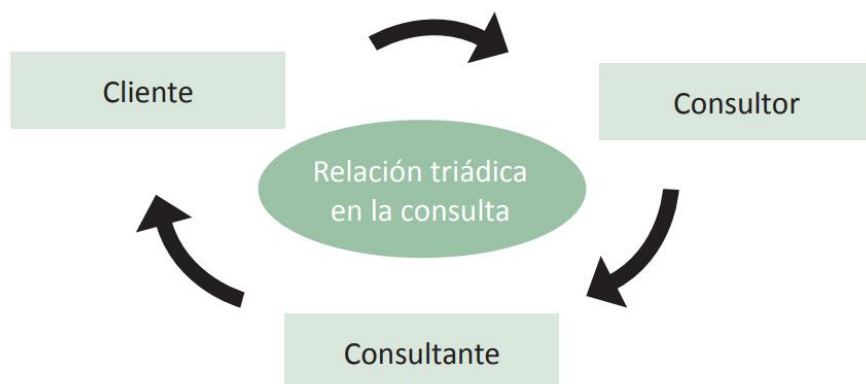 Cliente
Consultor
Relación triádica
en la consulta
Consultante